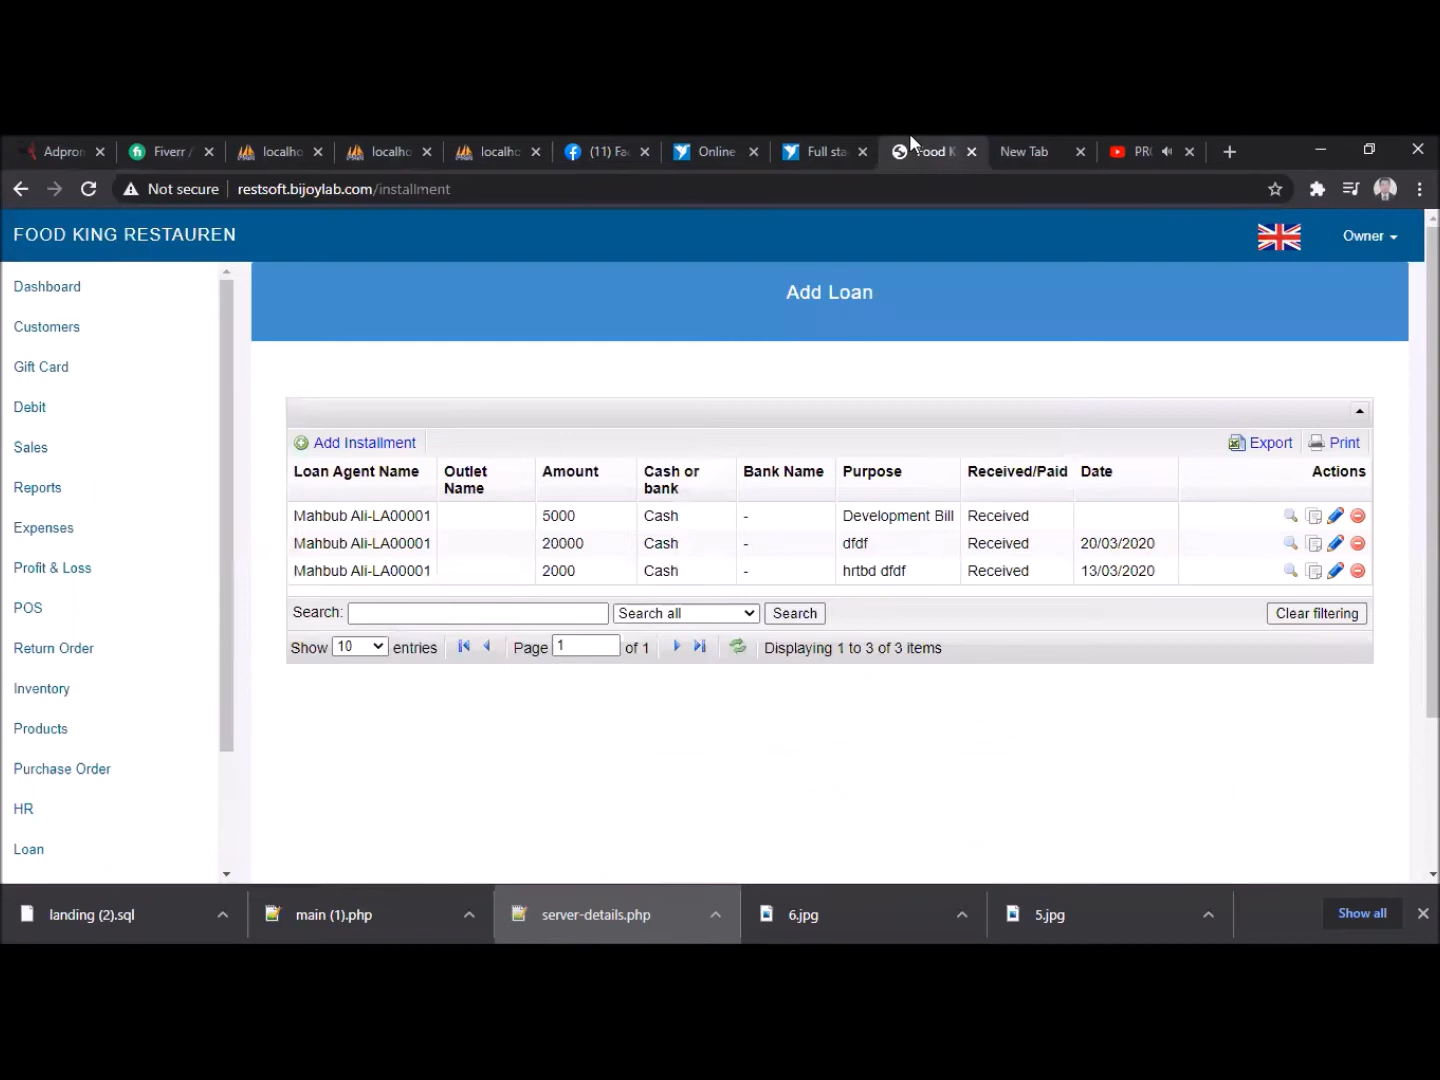 Adpron
Fiverr /
localho
localho
localho
(11) Fac
Online
Full sta
Food K
New Tab
PR
Not secure
restsoft.bijoylab.com/installment
FOOD KING RESTAUREN
Owner
Dashboard
Customers
Gift Card
Debit
Sales
Reports
Expenses
Profit & Loss
POS
Return Order
Inventory
Products
Purchase Order
HR
Loan
Add Loan
Add Installment
Export
Print
Loan Agent Name Outlet Name Amount Cash or bank Bank Name Purpose Received/Paid Date Actions
Mahbub Ali-LA00001 5000 Cash - Development Bill Received
Mahbub Ali-LA00001 20000 Cash - dfdf Received 20/03/2020
Mahbub Ali-LA00001 2000 Cash - hrtbd dfdf Received 13/03/2020
Search: Search all Search Clear filtering
Show 10 entries Page 1 of 1 Displaying 1 to 3 of 3 items
landing (2).sql
main (1).php
server-details.php
6.jpg
5.jpg
Show all